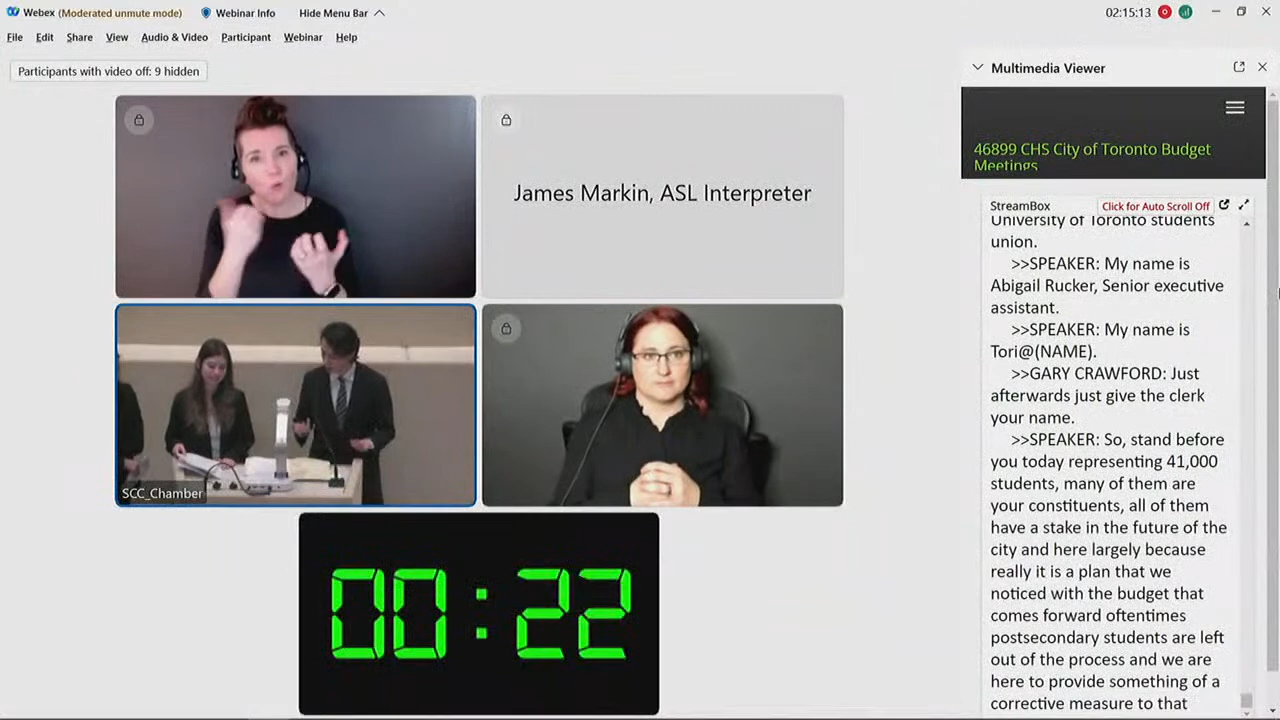 Webex (Moderated unmute mode) Webinar Info Hide Menu Bar 02:15:13
File Edit Share View Audio & Video Participant Webinar Help
Participants with video off: 9 hidden
Multimedia Viewer
46899 CHS City of Toronto Budget
Meetings
James Markin, ASL Interpreter
StreamBox Click for Auto Scroll Off
University of Toronto students
union.
>>SPEAKER: My name is
Abigail Rucker, Senior executive
assistant.
>>SPEAKER: My name is
Tori@(NAME).
>>GARY CRAWFORD: Just
afterwards just give the clerk
your name.
>>SPEAKER: So, stand before
you today representing 41,000
students, many of them are
your constituents, all of them
have a stake in the future of the
city and here largely because
really it is a plan that we
noticed with the budget that
comes forward oftentimes
postsecondary students are left
out of the process and we are
here to provide something of a
corrective measure to that
SCC_Chamber
00:22